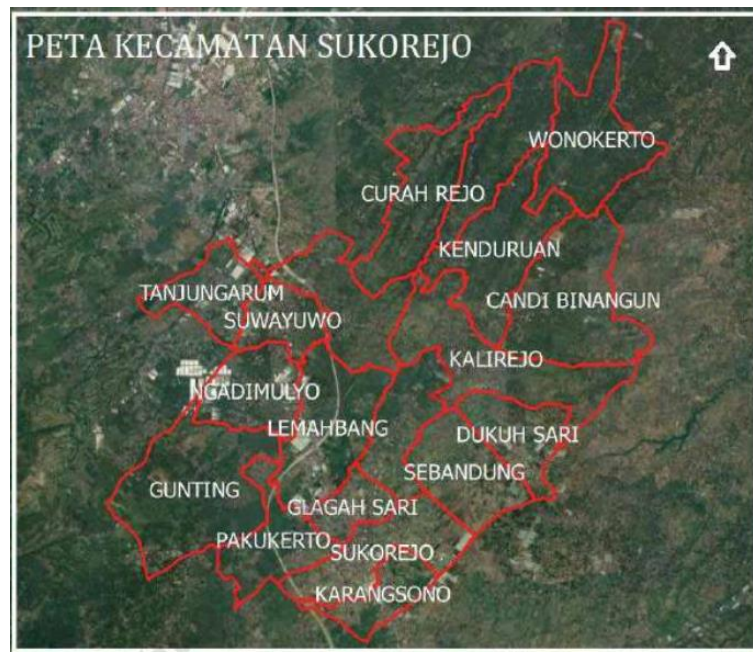 PETA KECAMATAN SUKOREJO
WONOKERTO
CURAH REJO
KENDURUAN
TANJUNGARUM
CANDI BINANGUN
SUWAYUWO
KALIREJO
NGADIMULYO
LEMAHBANG
DUKUH SARI
SEBANDUNG
GUNTING
GLAGAH SARI
PAKUKERTO
SUKOREJO
KARANGSONO